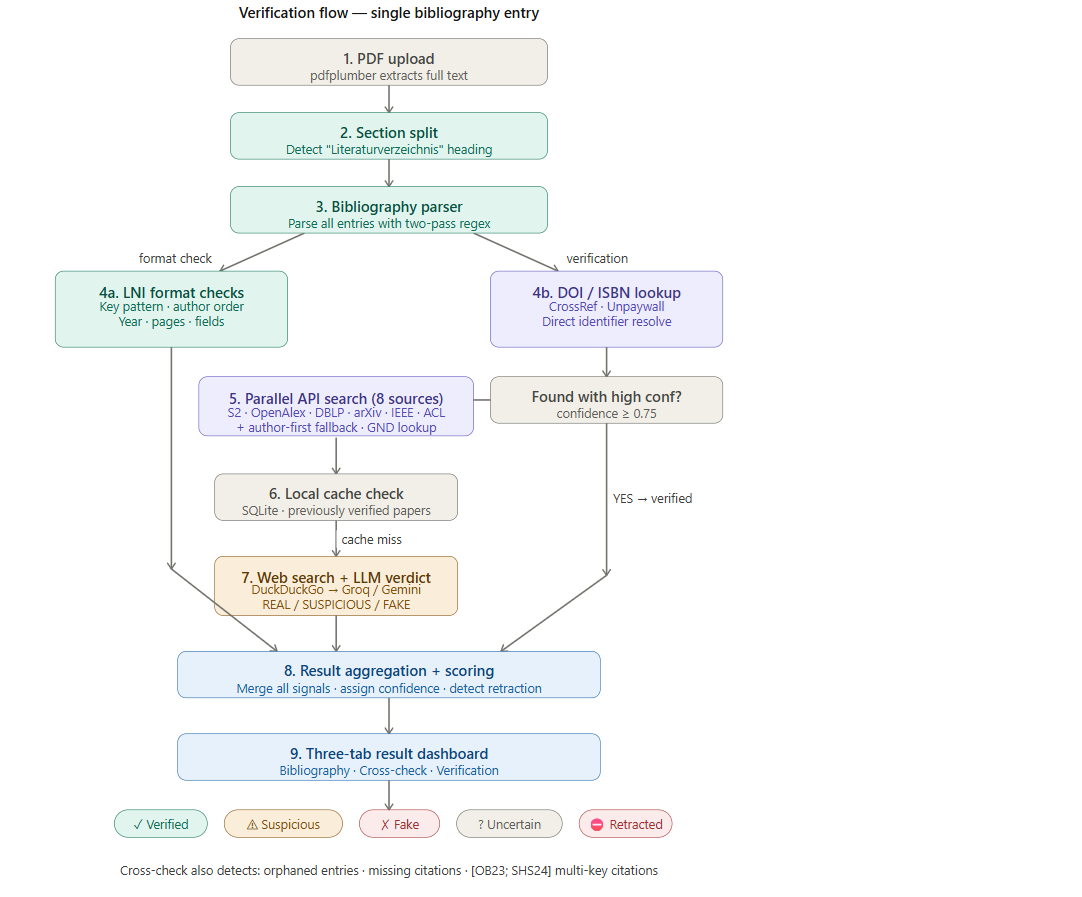 Verification flow — single bibliography entry
1. PDF upload
pdfplumber extracts full text
2. Section split
Detect "Literaturverzeichnis" heading
3. Bibliography parser
Parse all entries with two-pass regex
format check
verification
4a. LNI format checks
Key pattern · author order
Year · pages · fields
4b. DOI / ISBN lookup
CrossRef · Unpaywall
Direct identifier resolve
5. Parallel API search (8 sources)
S2 · OpenAlex · DBLP · arXiv · IEEE · ACL
+ author-first fallback · GND lookup
Found with high conf?
confidence ≥ 0.75
6. Local cache check
SQLite · previously verified papers
YES → verified
cache miss
7. Web search + LLM verdict
DuckDuckGo → Groq / Gemini
REAL / SUSPICIOUS / FAKE
8. Result aggregation + scoring
Merge all signals · assign confidence · detect retraction
9. Three-tab result dashboard
Bibliography · Cross-check · Verification
✓ Verified
⚠ Suspicious
✗ Fake
? Uncertain
⛔ Retracted
Cross-check also detects: orphaned entries · missing citations · [OB23; SHS24] multi-key citations